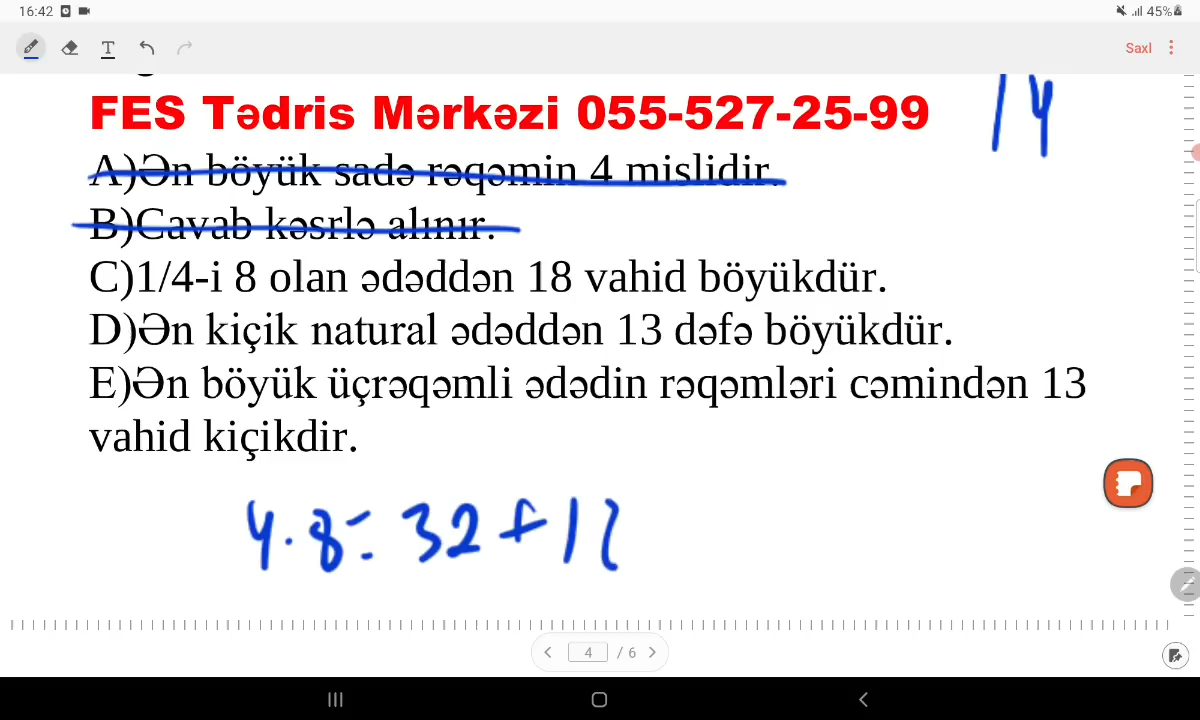 16:42 45%
Saxl
14
FES Tədris Mərkəzi 055-527-25-99
A)Ən böyük sadə rəqəmin 4 mislidir.
B)Cavab kəsrlə alınır.
C)1/4-i 8 olan ədəddən 18 vahid böyükdür.
D)Ən kiçik natural ədəddən 13 dəfə böyükdür.
E)Ən böyük üçrəqəmli ədədin rəqəmləri cəmindən 13
vahid kiçikdir.
4·8=32+1
4 / 6